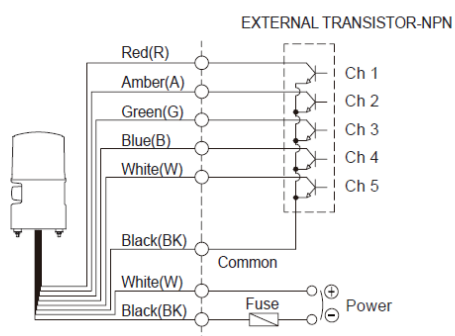 EXTERNAL TRANSISTOR-NPN
Red(R)
Ch 1
Amber(A)
Ch 2
Green(G)
Ch 3
Blue(B)
Ch 4
White(W)
Ch 5
Black(BK)
Common
White(W)
Black(BK)
Fuse
Power